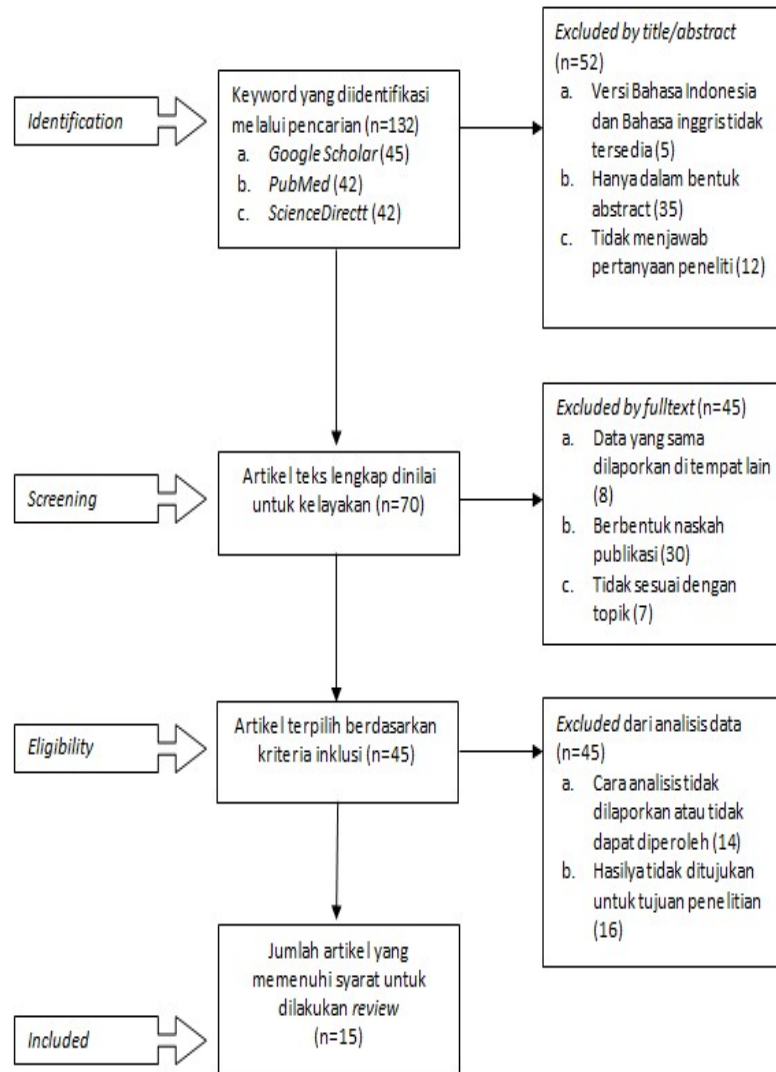 Identification
Keyword yang diidentifikasi
melalui pencarian (n=132)
a. Google Scholar (45)
b. PubMed (42)
c. ScienceDirectt (42)
Excluded by title/abstract
(n=52)
a. Versi Bahasa Indonesia
dan Bahasa inggris tidak
tersedia (5)
b. Hanya dalam bentuk
abstract (35)
c. Tidak menjawab
pertanyaan peneliti (12)
Screening
Artikel teks lengkap dinilai
untuk kelayakan (n=70)
Excluded by fulltext (n=45)
a. Data yang sama
dilaporkan di tempat lain
(8)
b. Berbentuk naskah
publikasi (30)
c. Tidak sesuai dengan
topik (7)
Eligibility
Artikel terpilih berdasarkan
kriteria inklusi (n=45)
Excluded dari analisis data
(n=45)
a. Cara analisis tidak
dilaporkan atau tidak
dapat diperoleh (14)
b. Hasilya tidak ditujukan
untuk tujuan penelitian
(16)
Included
Jumlah artikel yang
memenuhi syarat untuk
dilakukan review
(n=15)